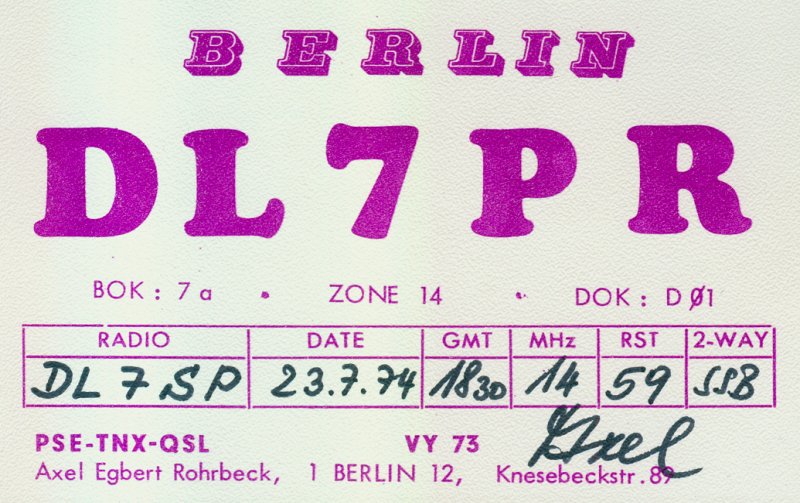 BERLIN
DL7PR
BOK: 7a • ZONE 14 • DOK: DØ1
RADIO DATE GMT MHz RST 2-WAY
DL7SP 23.7.74 1830 14 59 SSB
PSE-TNX-QSL VY 73 Axel
Axel Egbert Rohrbeck, 1 BERLIN 12, Knesebeckstr. 89